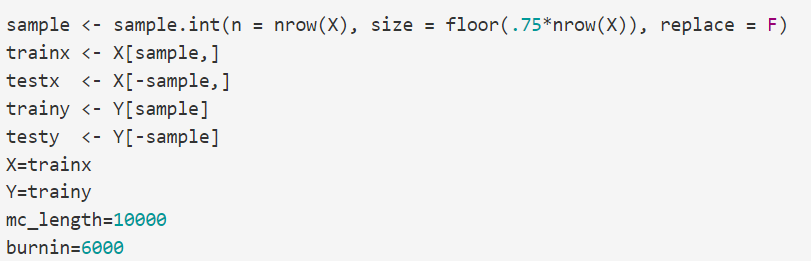 sample <- sample.int(n = nrow(X), size = floor(.75*nrow(X)), replace = F)
trainx <- X[sample,]
testx  <- X[-sample,]
trainy <- Y[sample]
testy  <- Y[-sample]
X=trainx
Y=trainy
mc_length=10000
burnin=6000